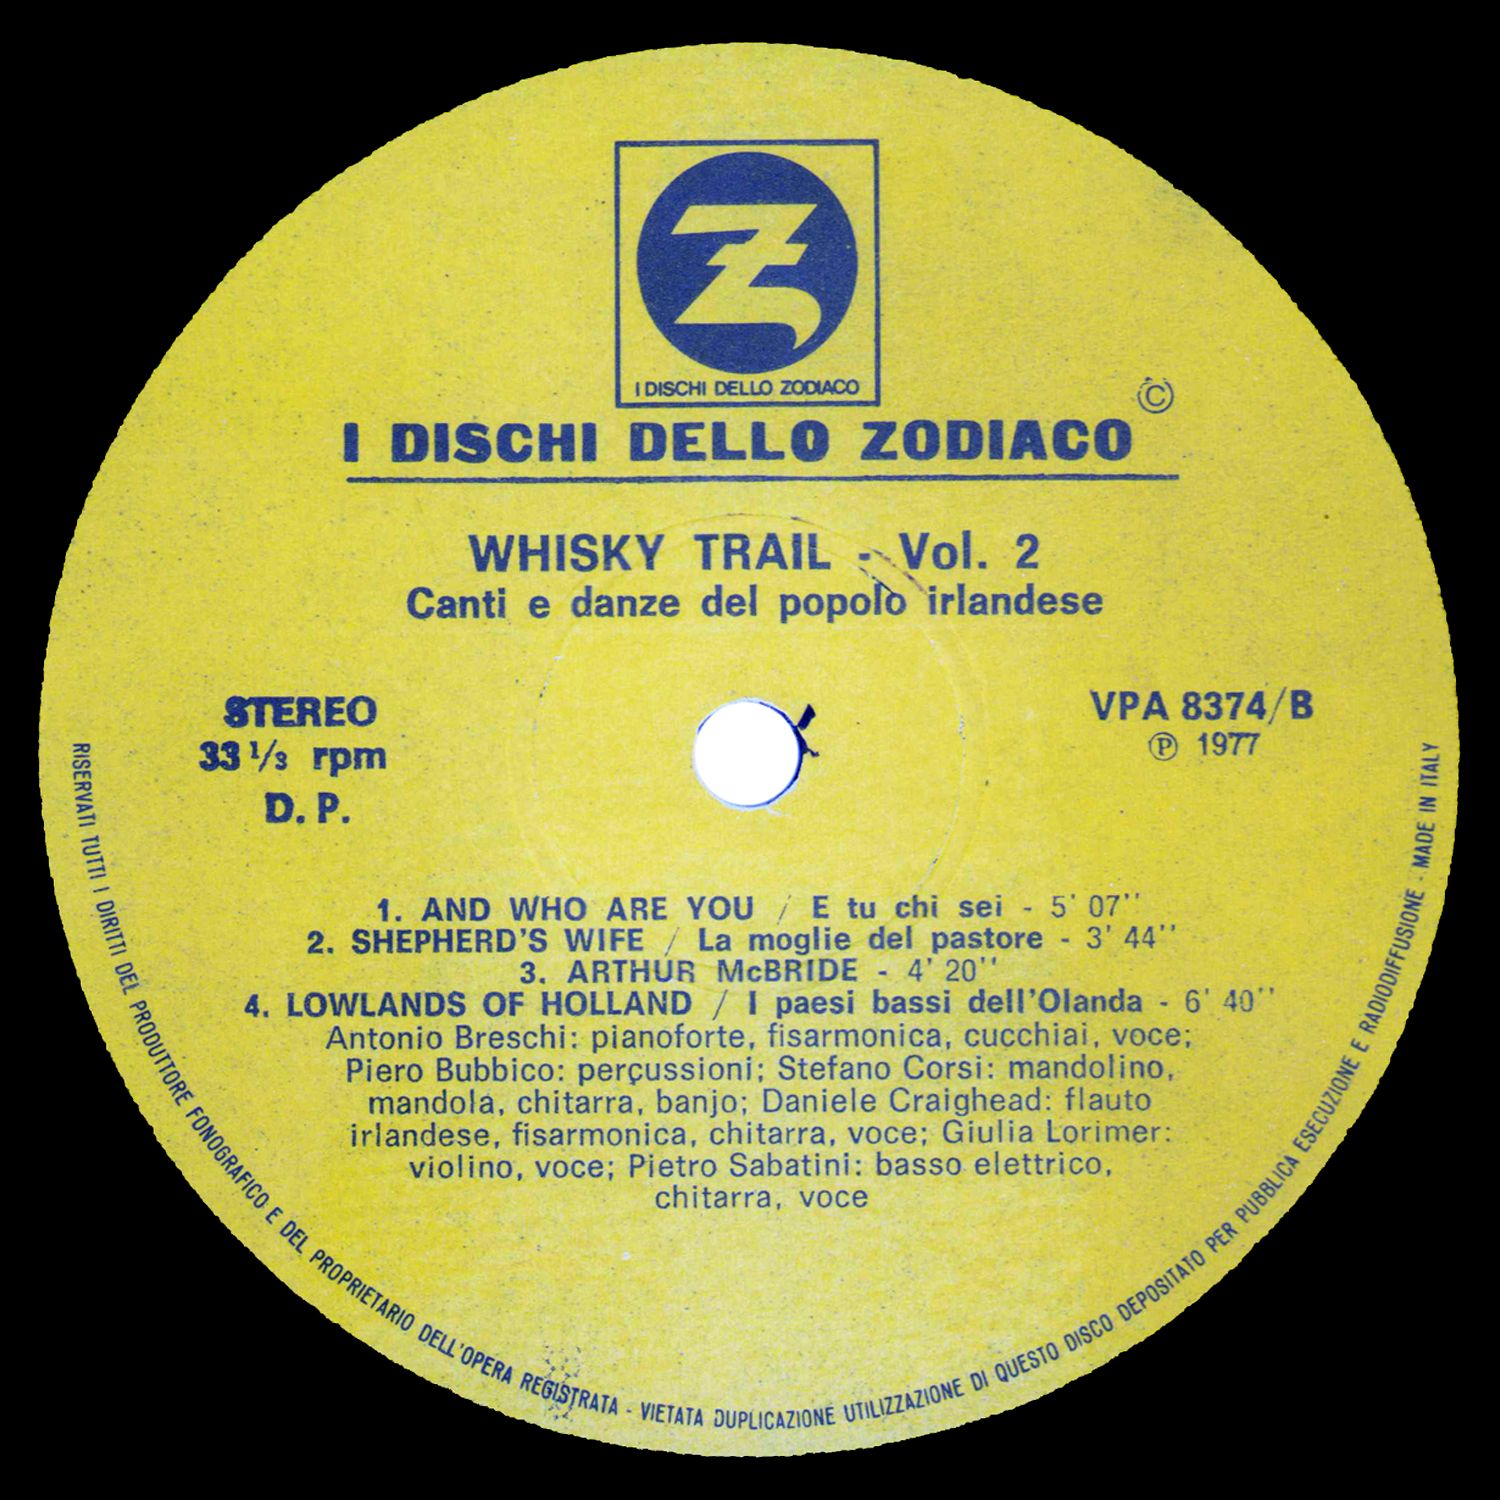 I DISCHI DELLO ZODIACO
©
I DISCHI DELLO ZODIACO
WHISKY TRAIL - Vol. 2
Canti e danze del popolo irlandese
STEREO
33 1/3 rpm
D. P.
VPA 8374/B
℗ 1977
1. AND WHO ARE YOU / E tu chi sei - 5' 07''
2. SHEPHERD'S WIFE / La moglie del pastore - 3' 44''
3. ARTHUR McBRIDE - 4' 20''
4. LOWLANDS OF HOLLAND / I paesi bassi dell'Olanda - 6' 40''
Antonio Breschi: pianoforte, fisarmonica, cucchiai, voce;
Piero Bubbico: percussioni; Stefano Corsi: mandolino,
mandola, chitarra, banjo; Daniele Craighead: flauto
irlandese, fisarmonica, chitarra, voce; Giulia Lorimer:
violino, voce; Pietro Sabatini: basso elettrico,
chitarra, voce
RISERVATI TUTTI I DIRITTI DEL PRODUTTORE FONOGRAFICO E DEL PROPRIETARIO DELL'OPERA REGISTRATA - VIETATA DUPLICAZIONE UTILIZZAZIONE DI QUESTO DISCO DEPOSITATO PER PUBBLICA ESECUZIONE E RADIODIFFUSIONE - MADE IN ITALY